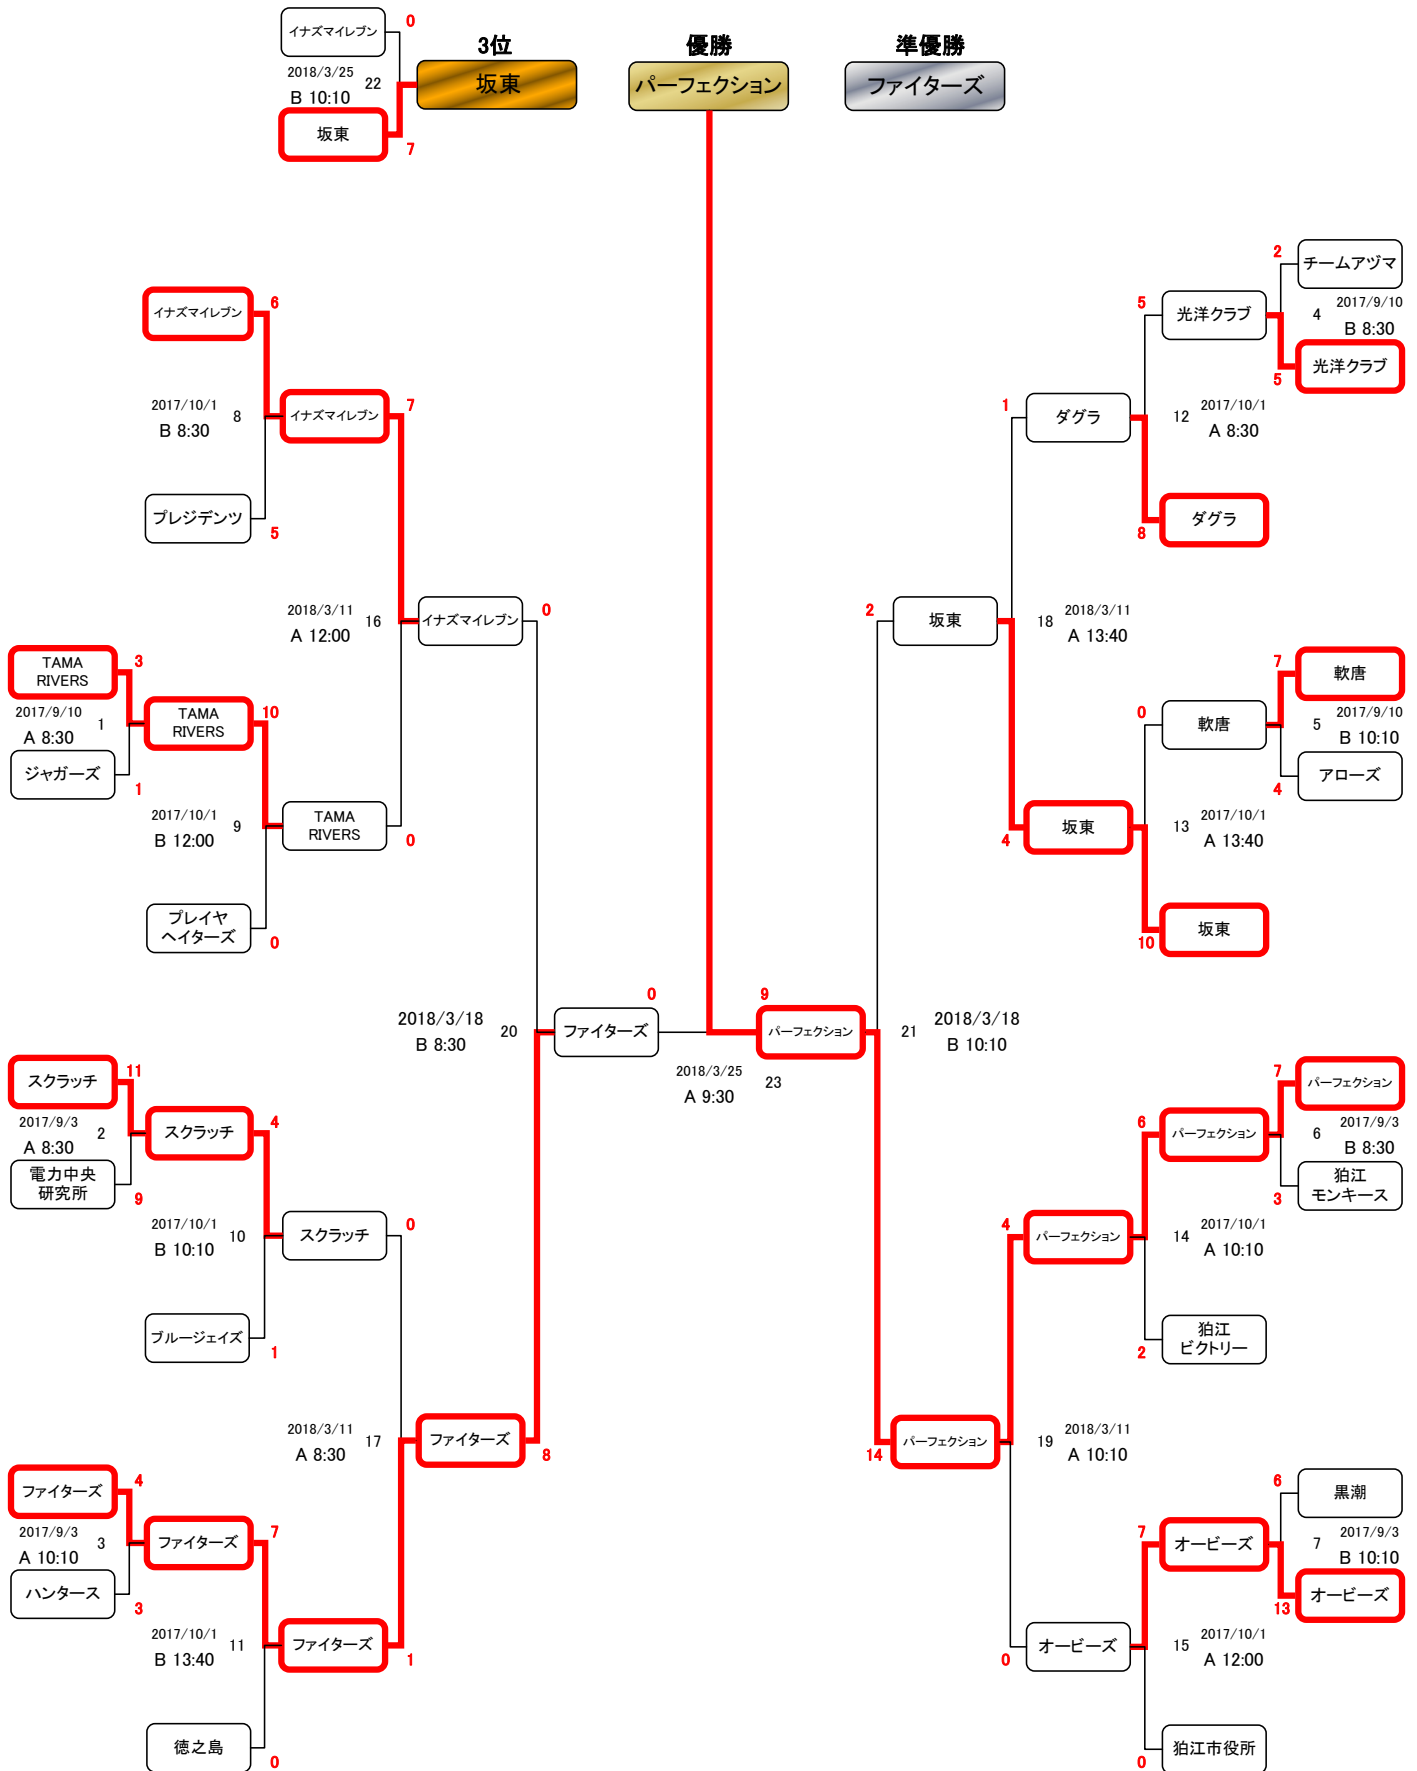 イナズマイレブン
0
2018/3/25
22
B 10:10
坂東
7
3位
坂東
優勝
パーフェクション
準優勝
ファイターズ
イナズマイレブン
6
2017/10/1
8
B 8:30
プレジデンツ
5
イナズマイレブン
7
2018/3/11
16
A 12:00
イナズマイレブン
0
TAMA
RIVERS
3
2017/9/10
1
A 8:30
ジャガーズ
1
TAMA
RIVERS
10
2017/10/1
9
B 12:00
プレイヤ
ヘイターズ
0
TAMA
RIVERS
0
2018/3/18
20
B 8:30
スクラッチ
11
2017/9/3
2
A 8:30
電力中央
研究所
9
スクラッチ
4
2017/10/1
10
B 10:10
ブルージェイズ
1
スクラッチ
0
2018/3/11
17
A 8:30
ファイターズ
8
ファイターズ
4
2017/9/3
3
A 10:10
ハンタース
3
ファイターズ
7
2017/10/1
11
B 13:40
徳之島
0
ファイターズ
1
ファイターズ
0
2018/3/25
23
A 9:30
9
パーフェクション
21
2018/3/18
B 10:10
2
坂東
18
2018/3/11
A 13:40
1
ダグラ
5
光洋クラブ
2
チームアヅマ
4
2017/9/10
B 8:30
5
光洋クラブ
12
2017/10/1
A 8:30
8
ダグラ
0
軟唐
7
軟唐
5
2017/9/10
B 10:10
4
アローズ
4
坂東
13
2017/10/1
A 13:40
10
坂東
6
パーフェクション
7
パーフェクション
6
2017/9/3
B 8:30
3
狛江
モンキース
4
パーフェクション
14
2017/10/1
A 10:10
2
狛江
ビクトリー
14
パーフェクション
19
2018/3/11
A 10:10
7
オービーズ
6
黒潮
7
2017/9/3
B 10:10
13
オービーズ
0
オービーズ
15
2017/10/1
A 12:00
0
狛江市役所